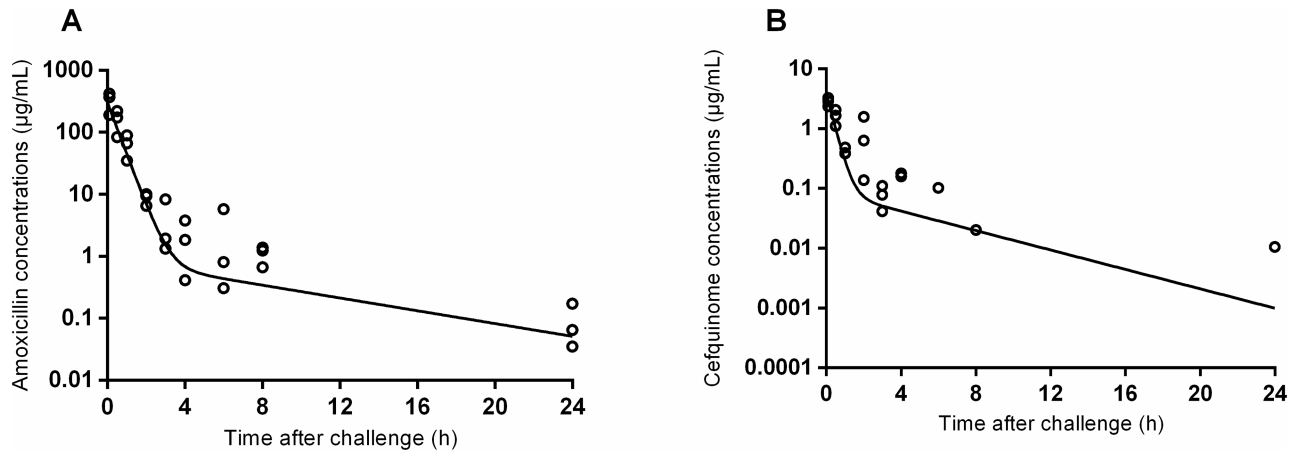 A
Amoxicillin concentrations (µg/mL)
1000
100
10
1
0.1
0.01
0 4 8 12 16 20 24
Time after challenge (h)
B
Cefquinome concentrations (µg/mL)
10
1
0.1
0.01
0.001
0.0001
0 4 8 12 16 20 24
Time after challenge (h)